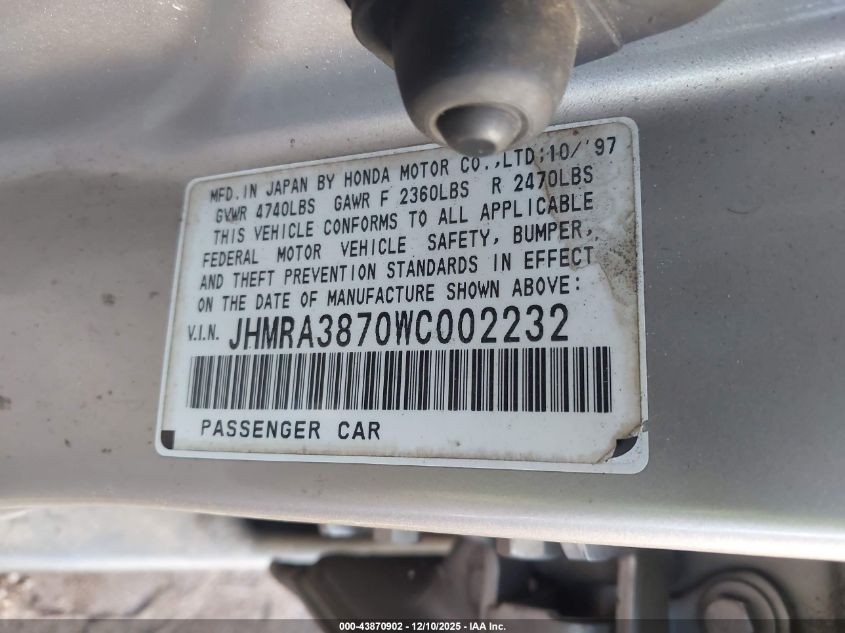 MFD. IN JAPAN BY HONDA MOTOR CO.,LTD;10/'97
GVWR 4740LBS GAWR F 2360LBS R 2470LBS
THIS VEHICLE CONFORMS TO ALL APPLICABLE
FEDERAL MOTOR VEHICLE SAFETY, BUMPER,
AND THEFT PREVENTION STANDARDS IN EFFECT
ON THE DATE OF MANUFACTURE SHOWN ABOVE:
V.I.N. JHMRA3870WC002232
PASSENGER CAR
000-43870902 - 12/10/2025 - IAA Inc.